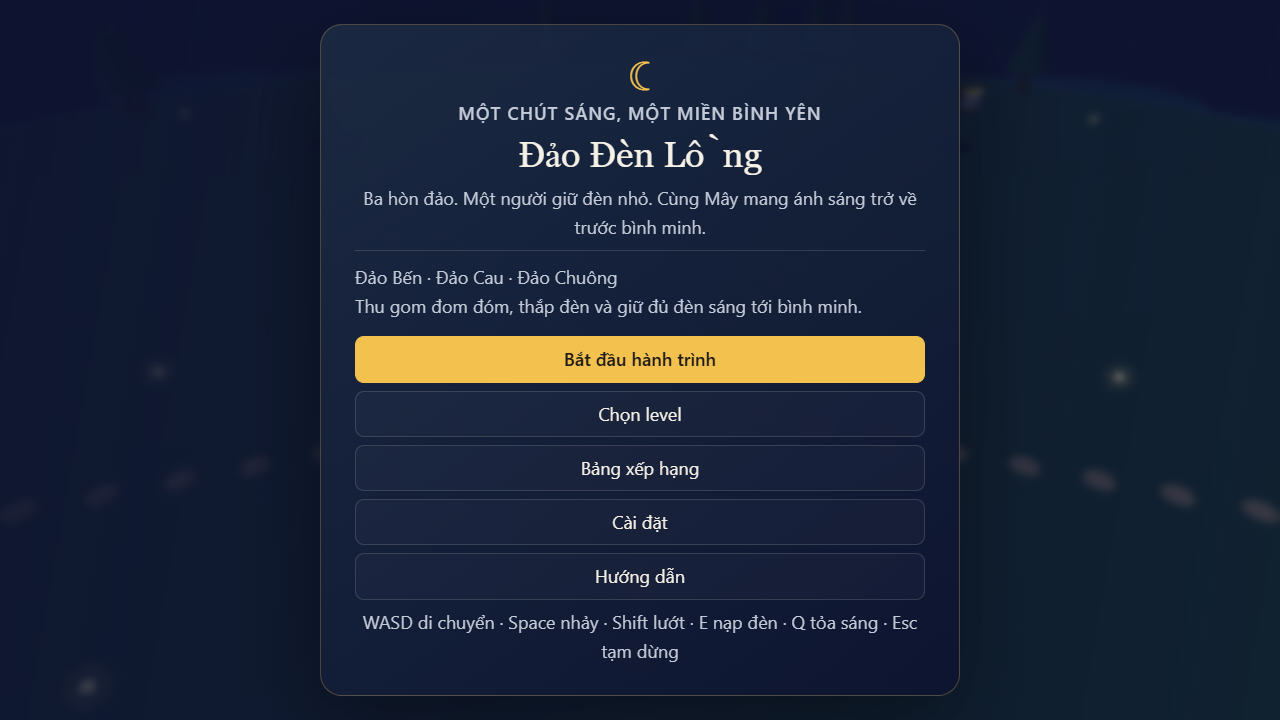 MỘT CHÚT SÁNG, MỘT MIỀN BÌNH YÊN
Đảo Đèn Lồng
Ba hòn đảo. Một người giữ đèn nhỏ. Cùng Mây mang ánh sáng trở về
trước bình minh.
Đảo Bến · Đảo Cau · Đảo Chuông
Thu gom đom đóm, thắp đèn và giữ đủ đèn sáng tới bình minh.
Bắt đầu hành trình
Chọn level
Bảng xếp hạng
Cài đặt
Hướng dẫn
WASD di chuyển · Space nhảy · Shift lướt · E nạp đèn · Q tỏa sáng · Esc
tạm dừng